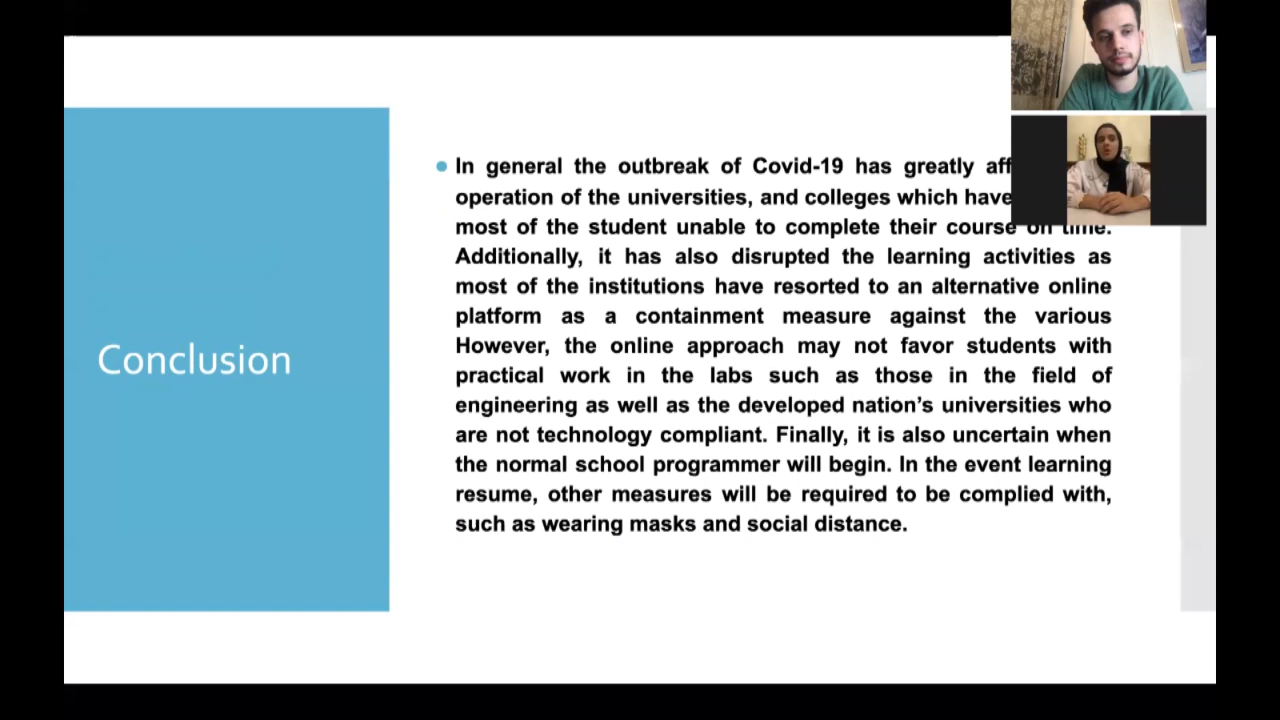 Conclusion
In general the outbreak of Covid-19 has greatly
operation of the universities, and colleges which have
most of the student unable to complete their course on time.
Additionally, it has also disrupted the learning activities as
most of the institutions have resorted to an alternative online
platform as a containment measure against the various
However, the online approach may not favor students with
practical work in the labs such as those in the field of
engineering as well as the developed nation's universities who
are not technology compliant. Finally, it is also uncertain when
the normal school programmer will begin. In the event learning
resume, other measures will be required to be complied with,
such as wearing masks and social distance.